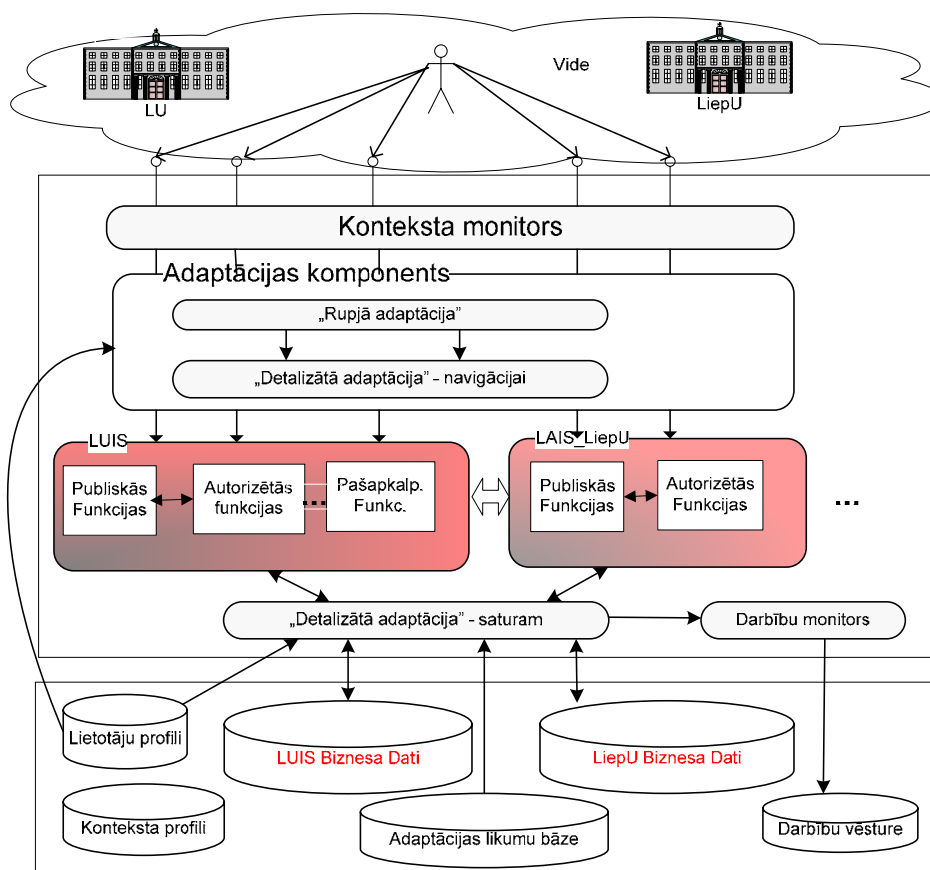 Vide
LU
LiepU
Konteksta monitors
Adaptācijas komponents
„Rupjā adaptācija”
„Detalizētā adaptācija” - navigācijai
LUIS
LAIS_LiepU
Publiskās
Funkcijas
Autorizētās
funkcijas
...
Pašapkalp.
Funkc.
Publiskās
Funkcijas
Autorizētās
Funkcijas
...
„Detalizētā adaptācija” - saturam
Darbību monitors
Lietotāju profili
LUIS Biznesa Dati
LiepU Biznesa Dati
Konteksta profili
Adaptācijas likumu bāze
Darbību vēsture